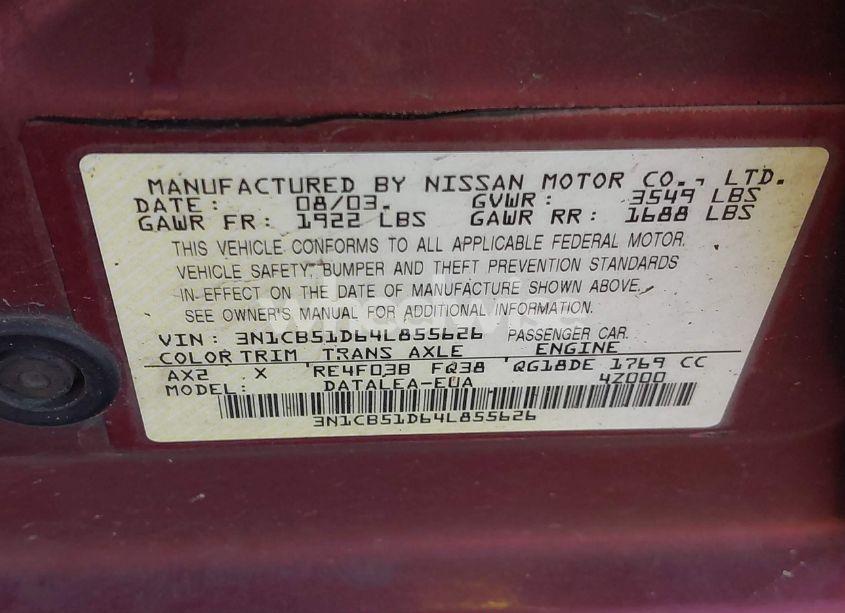 MANUFACTURED BY NISSAN MOTOR CO., LTD.
DATE: 08/03. GVWR: 3549 LBS
GAWR FR: 1922 LBS GAWR RR: 1688 LBS
THIS VEHICLE CONFORMS TO ALL APPLICABLE FEDERAL MOTOR
VEHICLE SAFETY, BUMPER AND THEFT PREVENTION STANDARDS
IN EFFECT ON THE DATE OF MANUFACTURE SHOWN ABOVE.
SEE OWNER'S MANUAL FOR ADDITIONAL INFORMATION.
VIN: 3N1CB51D64L855626 PASSENGER CAR.
COLOR TRIM TRANS AXLE ENGINE
AX2 X RE4F03B FQ38 QG18DE 1769 CC
MODEL: DATALEA-EUA 4Z000
3N1CB51D64L855626